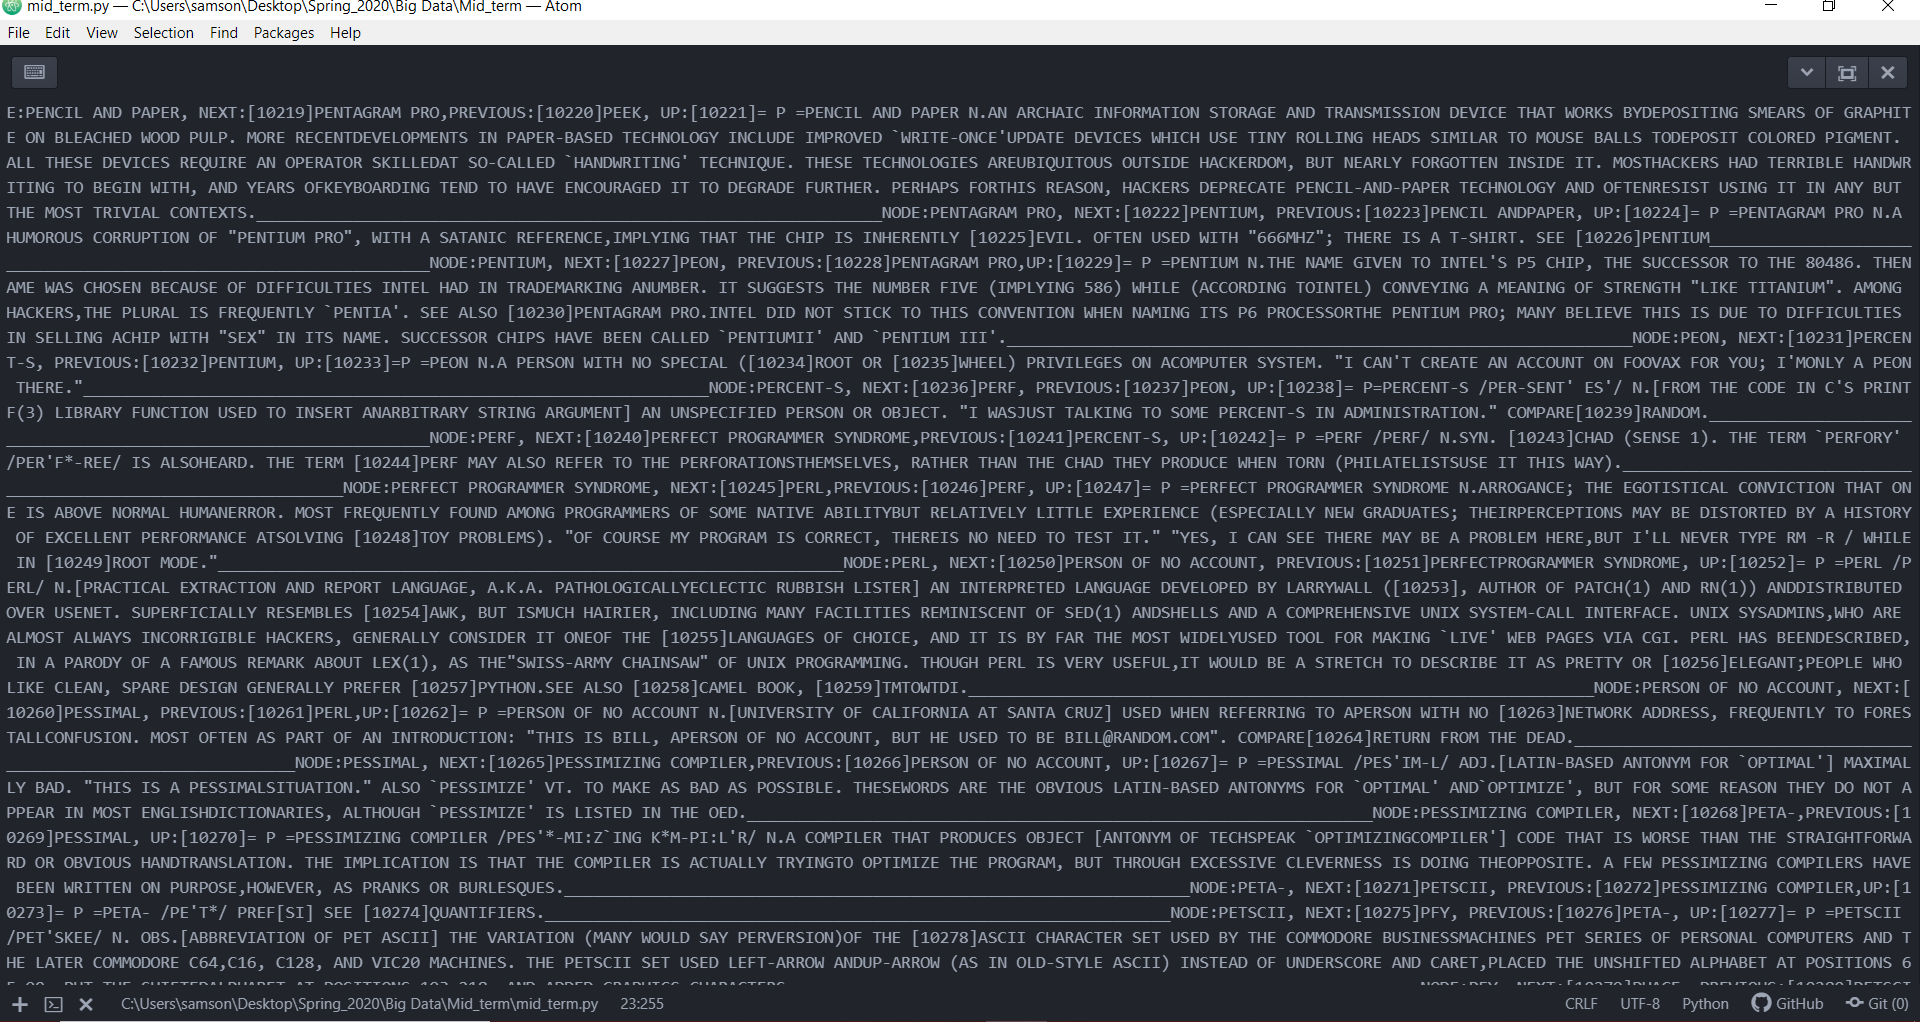 mid_term.py — C:\Users\samson\Desktop\Spring_2020\Big Data\Mid_term — Atom
File Edit View Selection Find Packages Help
E:PENCIL AND PAPER, NEXT:[10219]PENTAGRAM PRO,PREVIOUS:[10220]PEEK, UP:[10221]= P =PENCIL AND PAPER N.AN ARCHAIC INFORMATION STORAGE AND TRANSMISSION DEVICE THAT WORKS BYDEPOSITING SMEARS OF GRAPHIT
E ON BLEACHED WOOD PULP. MORE RECENTDEVELOPMENTS IN PAPER-BASED TECHNOLOGY INCLUDE IMPROVED `WRITE-ONCE'UPDATE DEVICES WHICH USE TINY ROLLING HEADS SIMILAR TO MOUSE BALLS TODEPOSIT COLORED PIGMENT.
ALL THESE DEVICES REQUIRE AN OPERATOR SKILLEDAT SO-CALLED `HANDWRITING' TECHNIQUE. THESE TECHNOLOGIES AREUBIQUITOUS OUTSIDE HACKERDOM, BUT NEARLY FORGOTTEN INSIDE IT. MOSTHACKERS HAD TERRIBLE HANDWR
ITING TO BEGIN WITH, AND YEARS OFKEYBOARDING TEND TO HAVE ENCOURAGED IT TO DEGRADE FURTHER. PERHAPS FORTHIS REASON, HACKERS DEPRECATE PENCIL-AND-PAPER TECHNOLOGY AND OFTENRESIST USING IT IN ANY BUT
THE MOST TRIVIAL CONTEXTS._________________________________________________________________NODE:PENTAGRAM PRO, NEXT:[10222]PENTIUM, PREVIOUS:[10223]PENCIL ANDPAPER, UP:[10224]= P =PENTAGRAM PRO N.A
HUMOROUS CORRUPTION OF "PENTIUM PRO", WITH A SATANIC REFERENCE,IMPLYING THAT THE CHIP IS INHERENTLY [10225]EVIL. OFTEN USED WITH "666MHZ"; THERE IS A T-SHIRT. SEE [10226]PENTIUM_____________________
____________________________________________NODE:PENTIUM, NEXT:[10227]PEON, PREVIOUS:[10228]PENTAGRAM PRO,UP:[10229]= P =PENTIUM N.THE NAME GIVEN TO INTEL'S P5 CHIP, THE SUCCESSOR TO THE 80486. THEN
AME WAS CHOSEN BECAUSE OF DIFFICULTIES INTEL HAD IN TRADEMARKING ANUMBER. IT SUGGESTS THE NUMBER FIVE (IMPLYING 586) WHILE (ACCORDING TOINTEL) CONVEYING A MEANING OF STRENGTH "LIKE TITANIUM". AMONG
HACKERS,THE PLURAL IS FREQUENTLY `PENTIA'. SEE ALSO [10230]PENTAGRAM PRO.INTEL DID NOT STICK TO THIS CONVENTION WHEN NAMING ITS P6 PROCESSORTHE PENTIUM PRO; MANY BELIEVE THIS IS DUE TO DIFFICULTIES
IN SELLING ACHIP WITH "SEX" IN ITS NAME. SUCCESSOR CHIPS HAVE BEEN CALLED `PENTIUMII' AND `PENTIUM III'._________________________________________________________________NODE:PEON, NEXT:[10231]PERCEN
T-S, PREVIOUS:[10232]PENTIUM, UP:[10233]=P =PEON N.A PERSON WITH NO SPECIAL ([10234]ROOT OR [10235]WHEEL) PRIVILEGES ON ACOMPUTER SYSTEM. "I CAN'T CREATE AN ACCOUNT ON FOOVAX FOR YOU; I'MONLY A PEON
THERE."_________________________________________________________________NODE:PERCENT-S, NEXT:[10236]PERF, PREVIOUS:[10237]PEON, UP:[10238]= P=PERCENT-S /PER-SENT' ES'/ N.[FROM THE CODE IN C'S PRINT
F(3) LIBRARY FUNCTION USED TO INSERT ANARBITRARY STRING ARGUMENT] AN UNSPECIFIED PERSON OR OBJECT. "I WASJUST TALKING TO SOME PERCENT-S IN ADMINISTRATION." COMPARE[10239]RANDOM._____________________
____________________________________________NODE:PERF, NEXT:[10240]PERFECT PROGRAMMER SYNDROME,PREVIOUS:[10241]PERCENT-S, UP:[10242]= P =PERF /PERF/ N.SYN. [10243]CHAD (SENSE 1). THE TERM `PERFORY'
/PER'F*-REE/ IS ALSOHEARD. THE TERM [10244]PERF MAY ALSO REFER TO THE PERFORATIONSTHEMSELVES, RATHER THAN THE CHAD THEY PRODUCE WHEN TORN (PHILATELISTSUSE IT THIS WAY).______________________________
___________________________________NODE:PERFECT PROGRAMMER SYNDROME, NEXT:[10245]PERL,PREVIOUS:[10246]PERF, UP:[10247]= P =PERFECT PROGRAMMER SYNDROME N.ARROGANCE; THE EGOTISTICAL CONVICTION THAT ON
E IS ABOVE NORMAL HUMANERROR. MOST FREQUENTLY FOUND AMONG PROGRAMMERS OF SOME NATIVE ABILITYBUT RELATIVELY LITTLE EXPERIENCE (ESPECIALLY NEW GRADUATES; THEIRPERCEPTIONS MAY BE DISTORTED BY A HISTORY
OF EXCELLENT PERFORMANCE ATSOLVING [10248]TOY PROBLEMS). "OF COURSE MY PROGRAM IS CORRECT, THEREIS NO NEED TO TEST IT." "YES, I CAN SEE THERE MAY BE A PROBLEM HERE,BUT I'LL NEVER TYPE RM -R / WHILE
IN [10249]ROOT MODE."_________________________________________________________________NODE:PERL, NEXT:[10250]PERSON OF NO ACCOUNT, PREVIOUS:[10251]PERFECTPROGRAMMER SYNDROME, UP:[10252]= P =PERL /P
ERL/ N.[PRACTICAL EXTRACTION AND REPORT LANGUAGE, A.K.A. PATHOLOGICALLYECLECTIC RUBBISH LISTER] AN INTERPRETED LANGUAGE DEVELOPED BY LARRYWALL ([10253], AUTHOR OF PATCH(1) AND RN(1)) ANDDISTRIBUTED
OVER USENET. SUPERFICIALLY RESEMBLES [10254]AWK, BUT ISMUCH HAIRIER, INCLUDING MANY FACILITIES REMINISCENT OF SED(1) ANDSHELLS AND A COMPREHENSIVE UNIX SYSTEM-CALL INTERFACE. UNIX SYSADMINS,WHO ARE
ALMOST ALWAYS INCORRIGIBLE HACKERS, GENERALLY CONSIDER IT ONEOF THE [10255]LANGUAGES OF CHOICE, AND IT IS BY FAR THE MOST WIDELYUSED TOOL FOR MAKING `LIVE' WEB PAGES VIA CGI. PERL HAS BEENDESCRIBED,
IN A PARODY OF A FAMOUS REMARK ABOUT LEX(1), AS THE"SWISS-ARMY CHAINSAW" OF UNIX PROGRAMMING. THOUGH PERL IS VERY USEFUL,IT WOULD BE A STRETCH TO DESCRIBE IT AS PRETTY OR [10256]ELEGANT;PEOPLE WHO
LIKE CLEAN, SPARE DESIGN GENERALLY PREFER [10257]PYTHON.SEE ALSO [10258]CAMEL BOOK, [10259]TMTOWTDI._________________________________________________________________NODE:PERSON OF NO ACCOUNT, NEXT:[
10260]PESSIMAL, PREVIOUS:[10261]PERL,UP:[10262]= P =PERSON OF NO ACCOUNT N.[UNIVERSITY OF CALIFORNIA AT SANTA CRUZ] USED WHEN REFERRING TO APERSON WITH NO [10263]NETWORK ADDRESS, FREQUENTLY TO FORES
TALLCONFUSION. MOST OFTEN AS PART OF AN INTRODUCTION: "THIS IS BILL, APERSON OF NO ACCOUNT, BUT HE USED TO BE BILL@RANDOM.COM". COMPARE[10264]RETURN FROM THE DEAD.___________________________________
______________________________NODE:PESSIMAL, NEXT:[10265]PESSIMIZING COMPILER,PREVIOUS:[10266]PERSON OF NO ACCOUNT, UP:[10267]= P =PESSIMAL /PES'IM-L/ ADJ.[LATIN-BASED ANTONYM FOR `OPTIMAL'] MAXIMAL
LY BAD. "THIS IS A PESSIMALSITUATION." ALSO `PESSIMIZE' VT. TO MAKE AS BAD AS POSSIBLE. THESEWORDS ARE THE OBVIOUS LATIN-BASED ANTONYMS FOR `OPTIMAL' AND`OPTIMIZE', BUT FOR SOME REASON THEY DO NOT A
PPEAR IN MOST ENGLISHDICTIONARIES, ALTHOUGH `PESSIMIZE' IS LISTED IN THE OED._________________________________________________________________NODE:PESSIMIZING COMPILER, NEXT:[10268]PETA-,PREVIOUS:[1
0269]PESSIMAL, UP:[10270]= P =PESSIMIZING COMPILER /PES'*-MI:Z`ING K*M-PI:L'R/ N.A COMPILER THAT PRODUCES OBJECT [ANTONYM OF TECHSPEAK `OPTIMIZINGCOMPILER'] CODE THAT IS WORSE THAN THE STRAIGHTFORWA
RD OR OBVIOUS HANDTRANSLATION. THE IMPLICATION IS THAT THE COMPILER IS ACTUALLY TRYINGTO OPTIMIZE THE PROGRAM, BUT THROUGH EXCESSIVE CLEVERNESS IS DOING THEOPPOSITE. A FEW PESSIMIZING COMPILERS HAVE
BEEN WRITTEN ON PURPOSE,HOWEVER, AS PRANKS OR BURLESQUES._________________________________________________________________NODE:PETA-, NEXT:[10271]PETSCII, PREVIOUS:[10272]PESSIMIZING COMPILER,UP:[1
0273]= P =PETA- /PE'T*/ PREF[SI] SEE [10274]QUANTIFIERS._________________________________________________________________NODE:PETSCII, NEXT:[10275]PFY, PREVIOUS:[10276]PETA-, UP:[10277]= P =PETSCII
/PET'SKEE/ N. OBS.[ABBREVIATION OF PET ASCII] THE VARIATION (MANY WOULD SAY PERVERSION)OF THE [10278]ASCII CHARACTER SET USED BY THE COMMODORE BUSINESSMACHINES PET SERIES OF PERSONAL COMPUTERS AND T
HE LATER COMMODORE C64,C16, C128, AND VIC20 MACHINES. THE PETSCII SET USED LEFT-ARROW ANDUP-ARROW (AS IN OLD-STYLE ASCII) INSTEAD OF UNDERSCORE AND CARET,PLACED THE UNSHIFTED ALPHABET AT POSITIONS 6
C:\Users\samson\Desktop\Spring_2020\Big Data\Mid_term\mid_term.py 23:255 CRLF UTF-8 Python GitHub Git (0)